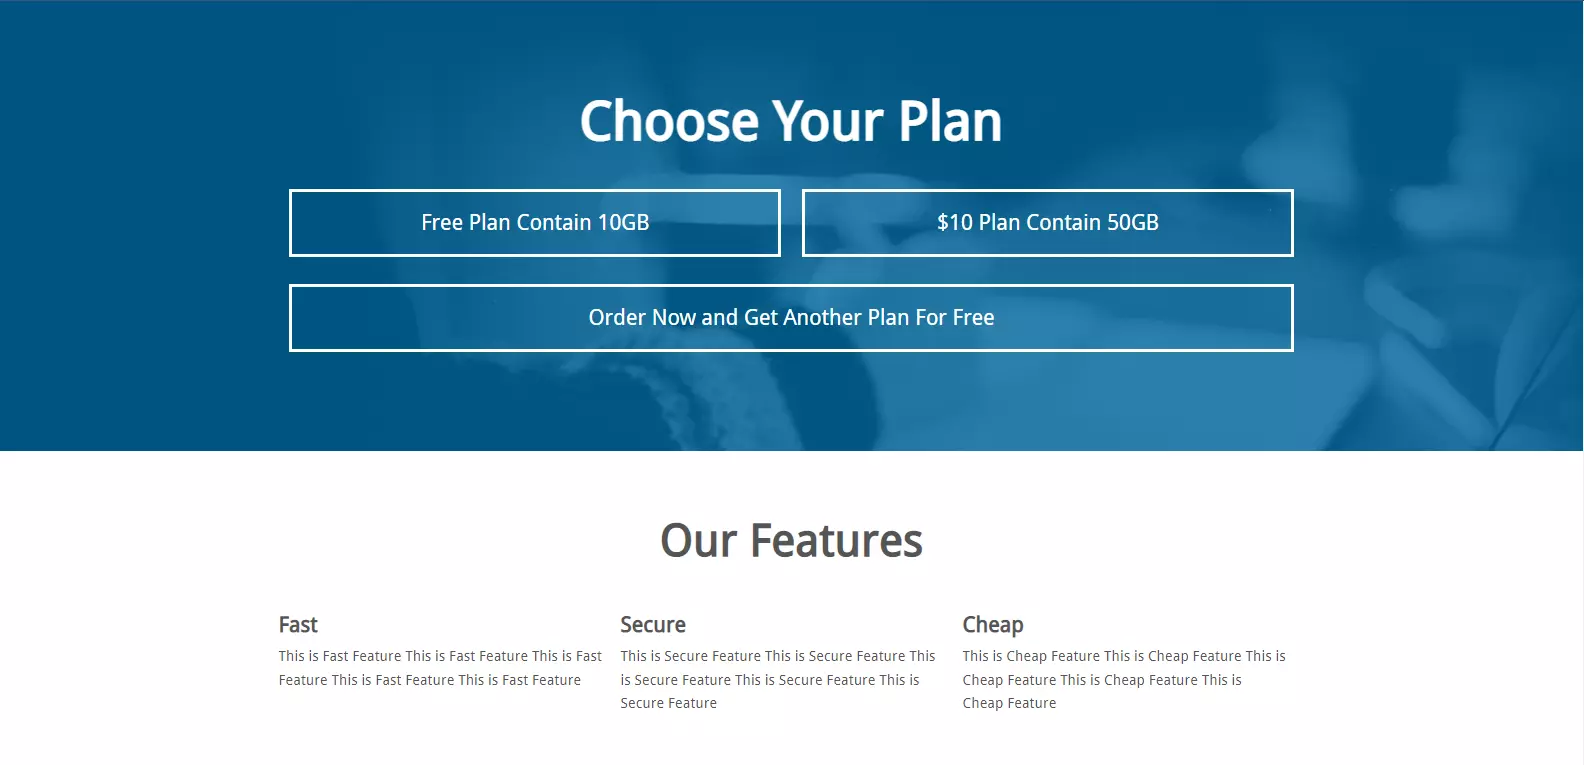 Choose Your Plan
Free Plan Contain 10GB
$10 Plan Contain 50GB
Order Now and Get Another Plan For Free
Our Features
Fast
This is Fast Feature This is Fast Feature This is Fast
Feature This is Fast Feature This is Fast Feature
Secure
This is Secure Feature This is Secure Feature This
is Secure Feature This is Secure Feature This is
Secure Feature
Cheap
This is Cheap Feature This is Cheap Feature This is
Cheap Feature This is Cheap Feature This is
Cheap Feature